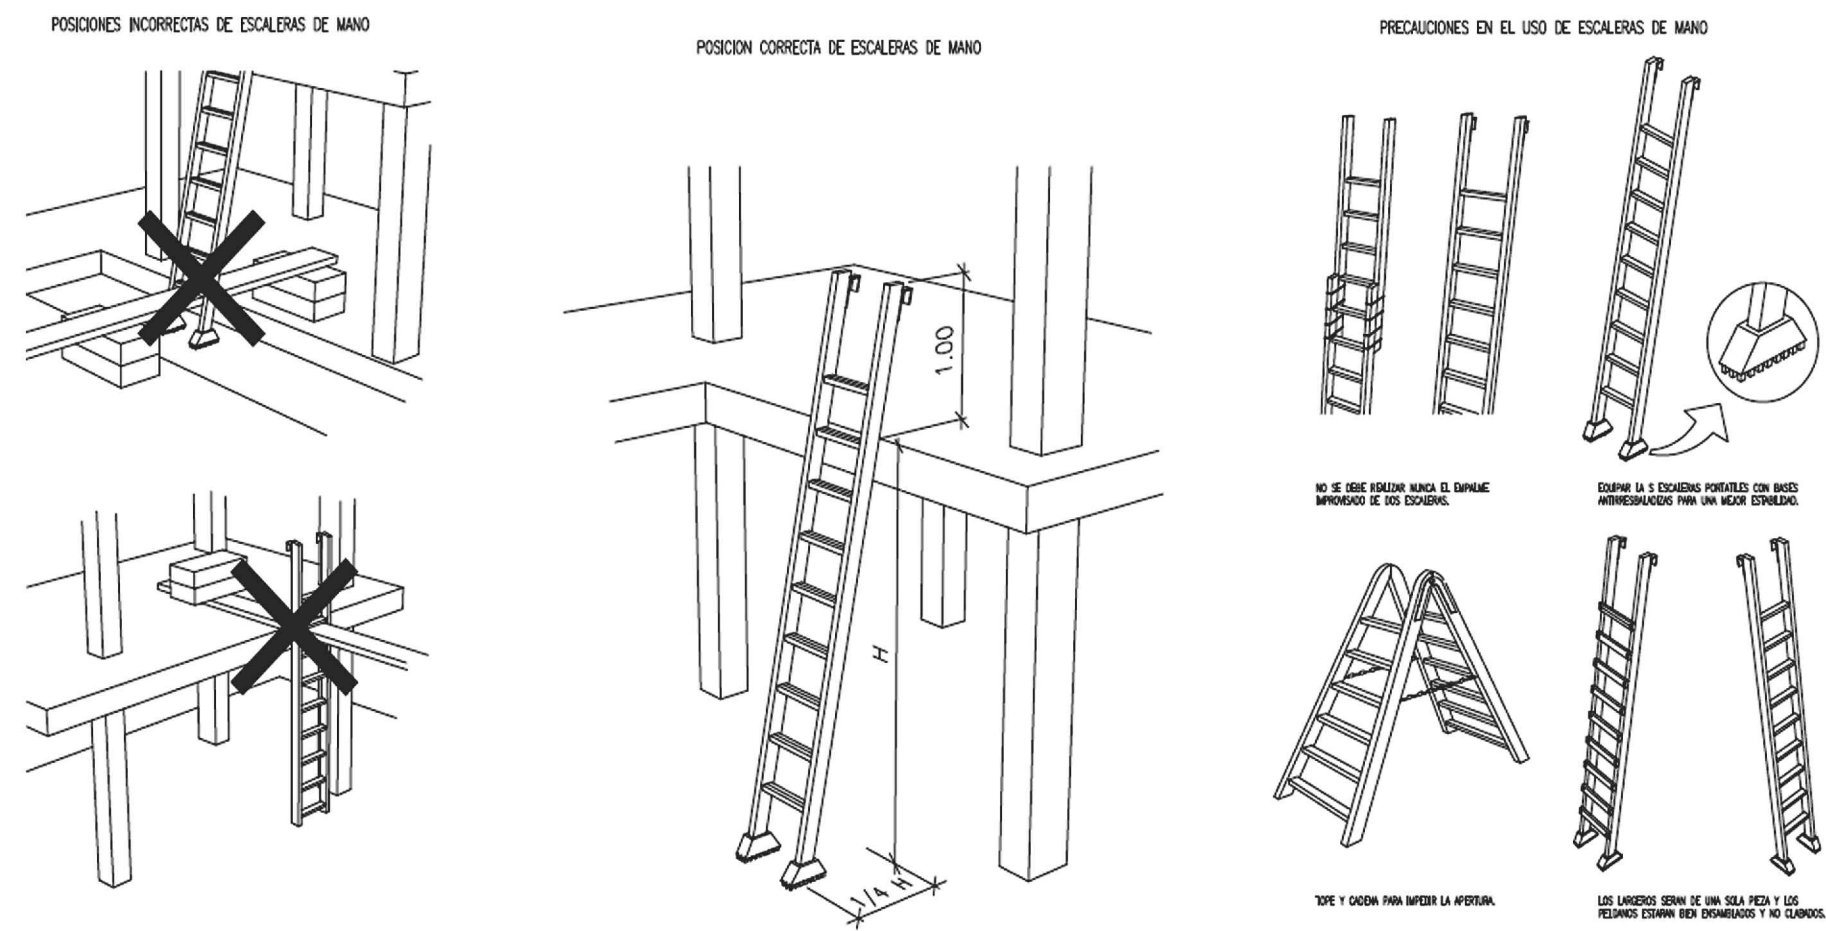 POSICIONES INCORRECTAS DE ESCALERAS DE MANO
POSICION CORRECTA DE ESCALERAS DE MANO
1.00
H
1/4 H
PRECAUCIONES EN EL USO DE ESCALERAS DE MANO
NO SE DEBE REALIZAR NUNCA EL EMPALME
IMPROVISADO DE DOS ESCALERAS.
EQUIPAR LA S ESCALERAS PORTATILES CON BASES
ANTIRRESBALADIZAS PARA UNA MEJOR ESTABILIDAD.
TOPE Y CADENA PARA IMPEDIR LA APERTURA.
LOS LARGEROS SERAN DE UNA SOLA PIEZA Y LOS
PELDANOS ESTARAN BIEN ENSAMBLADOS Y NO CLABADOS.